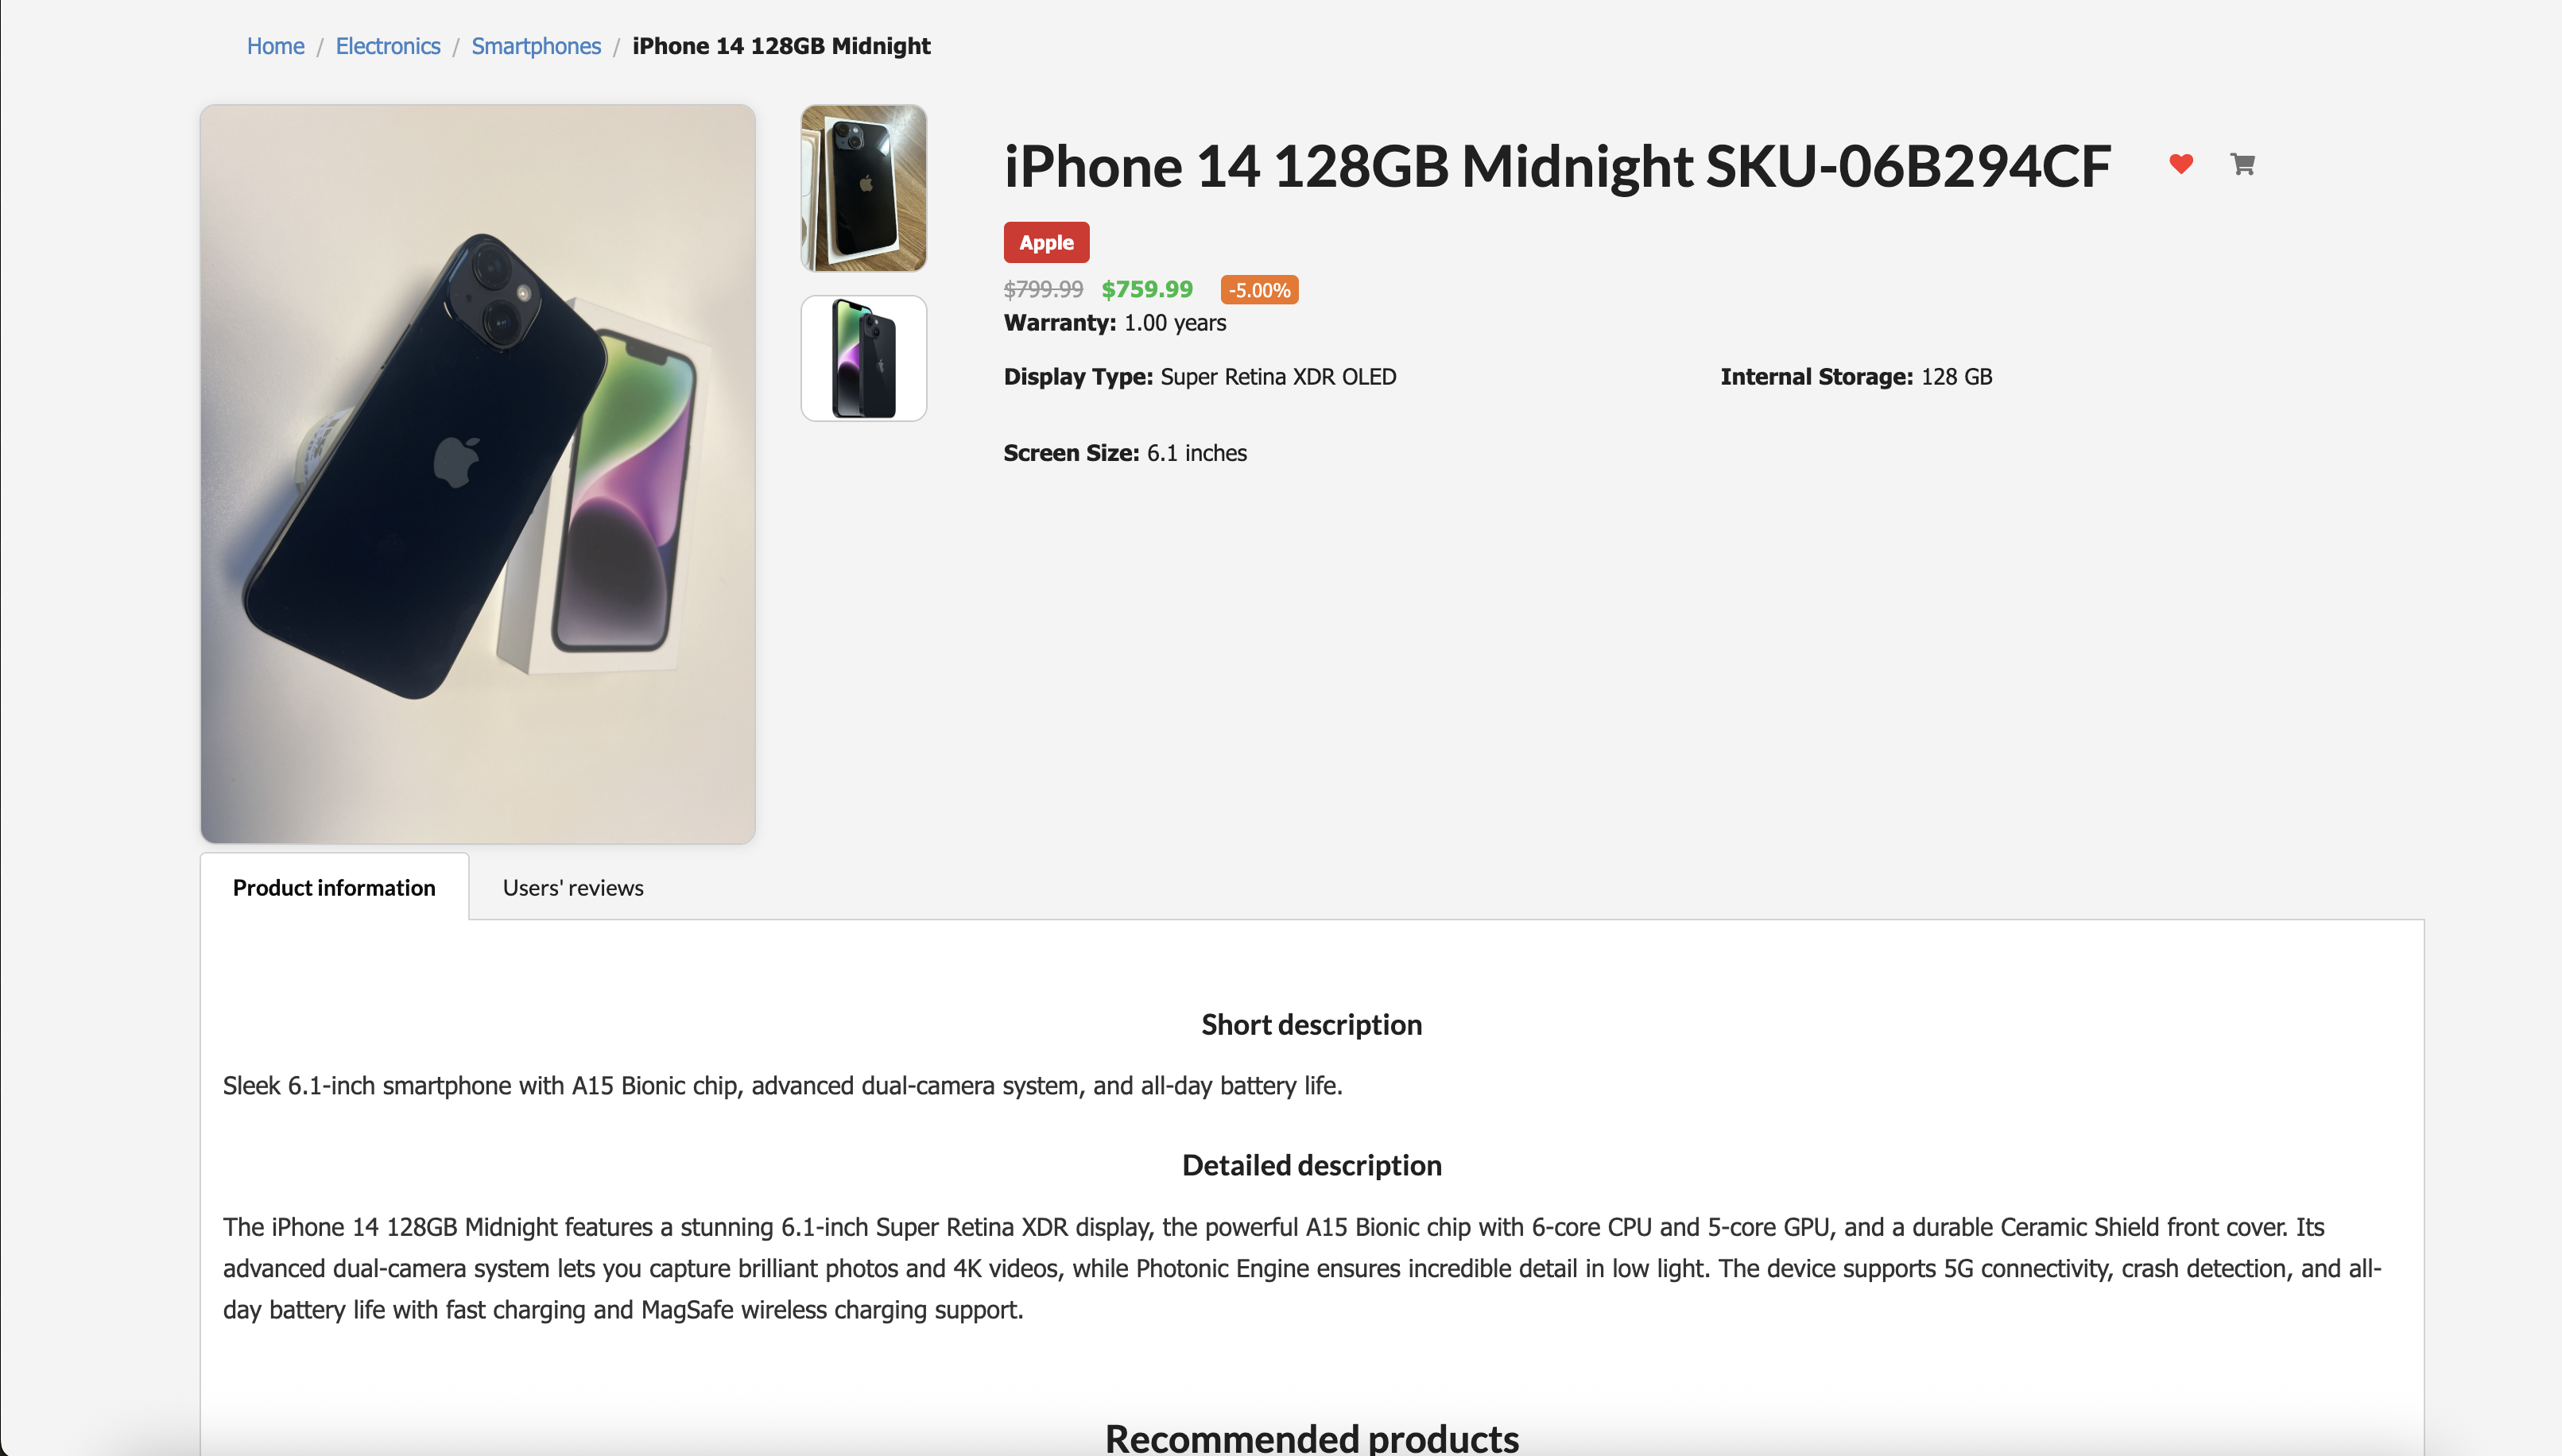 Home / Electronics / Smartphones / iPhone 14 128GB Midnight
iPhone 14 128GB Midnight SKU-06B294CF
Apple
$799.99 $759.99 -5.00%
Warranty: 1.00 years
Display Type: Super Retina XDR OLED Internal Storage: 128 GB
Screen Size: 6.1 inches
Product information Users' reviews
Short description
Sleek 6.1-inch smartphone with A15 Bionic chip, advanced dual-camera system, and all-day battery life.
Detailed description
The iPhone 14 128GB Midnight features a stunning 6.1-inch Super Retina XDR display, the powerful A15 Bionic chip with 6-core CPU and 5-core GPU, and a durable Ceramic Shield front cover. Its
advanced dual-camera system lets you capture brilliant photos and 4K videos, while Photonic Engine ensures incredible detail in low light. The device supports 5G connectivity, crash detection, and all-
day battery life with fast charging and MagSafe wireless charging support.
Recommended products